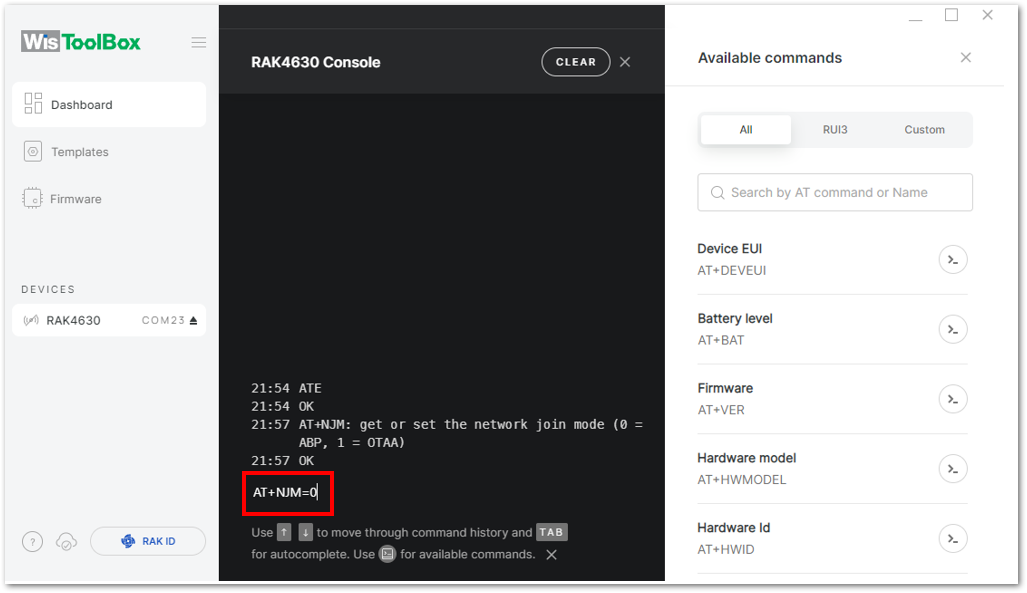 WisToolBox
Dashboard
Templates
Firmware
DEVICES
RAK4630 COM23
?
RAK ID
RAK4630 Console
CLEAR
21:54 ATE
21:54 OK
21:57 AT+NJM: get or set the network join mode (0 =
ABP, 1 = OTAA)
21:57 OK
AT+NJM=0
Use ↑ ↓ to move through command history and TAB
for autocomplete. Use for available commands.
Available commands
All RUI3 Custom
Search by AT command or Name
Device EUI
AT+DEVEUI
Battery level
AT+BAT
Firmware
AT+VER
Hardware model
AT+HWMODEL
Hardware Id
AT+HWID